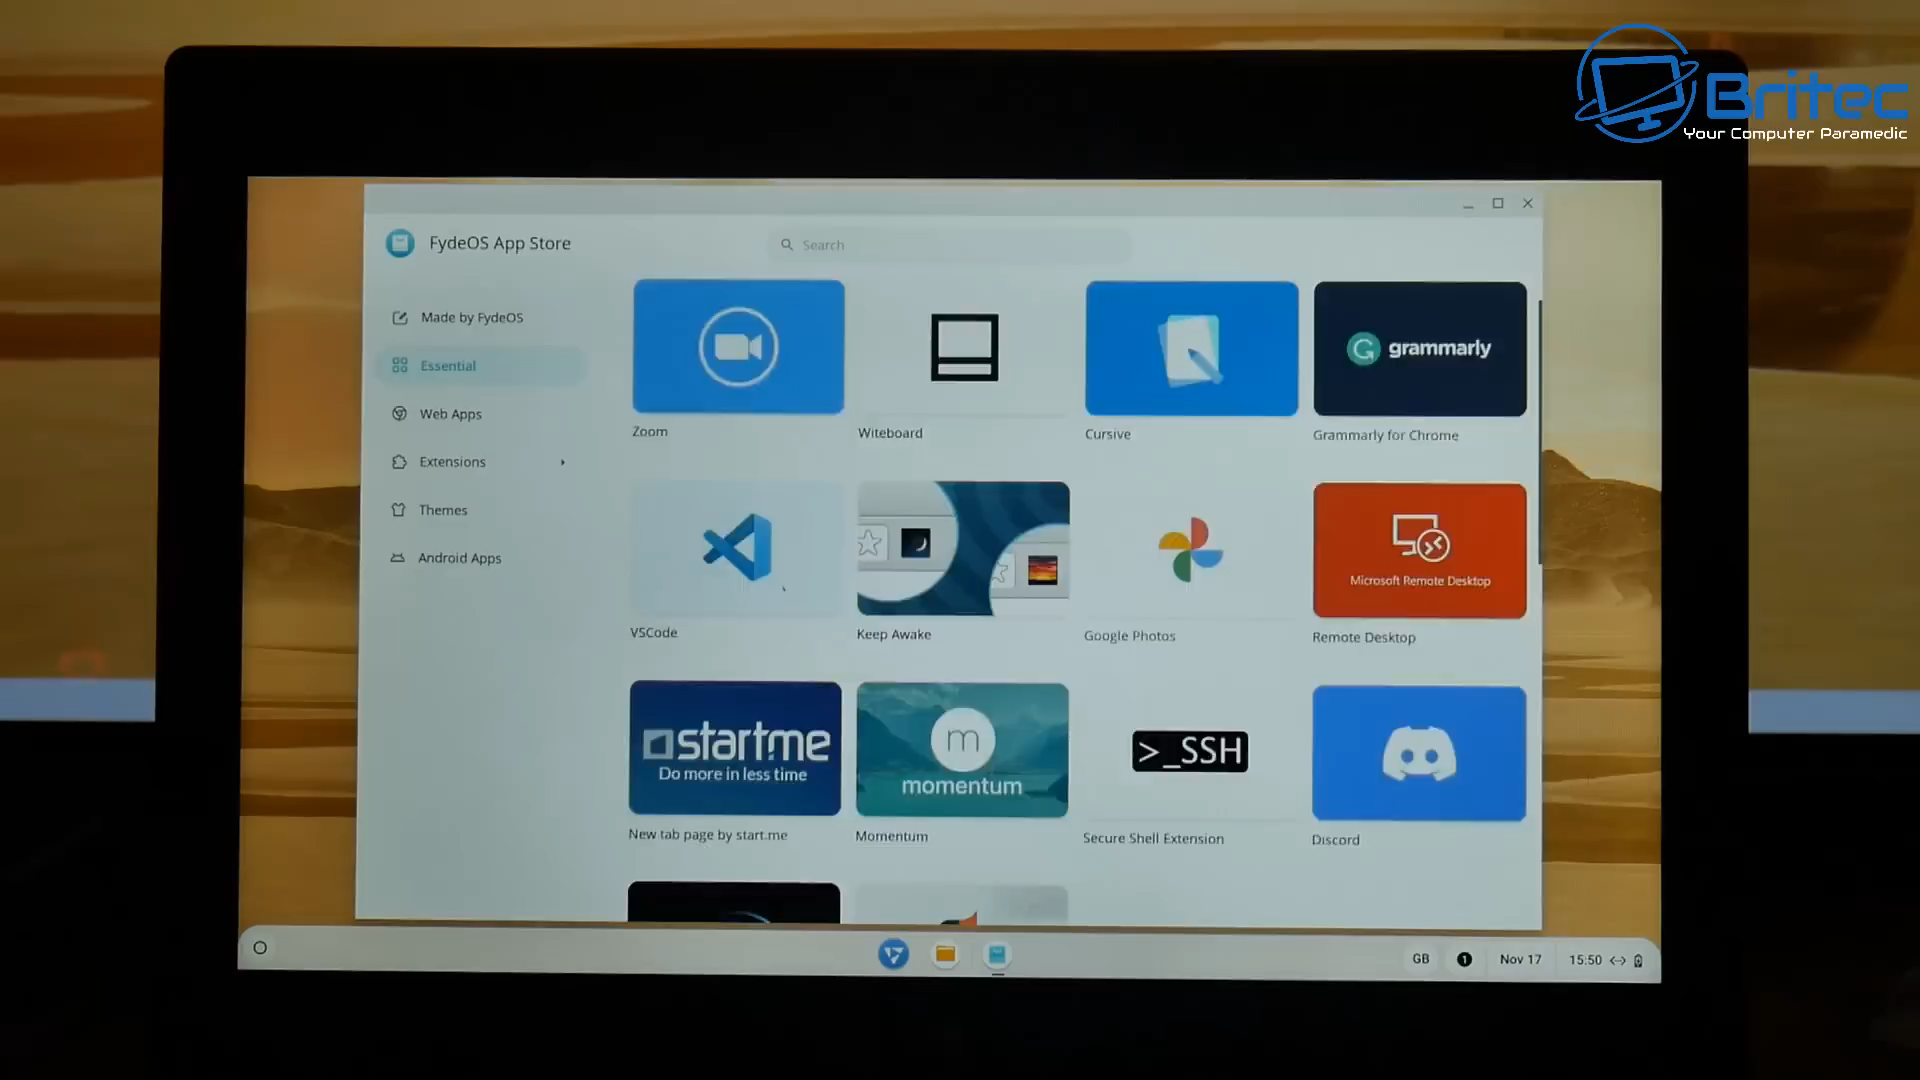 Britec
Your Computer Paramedic
FydeOS App Store
Search
Made by FydeOS
Essential
Web Apps
Extensions
Themes
Android Apps
grammarly
Zoom
Witeboard
Cursive
Grammarly for Chrome
Microsoft Remote Desktop
VSCode
Keep Awake
Google Photos
Remote Desktop
startme
Do more in less time
m
momentum
>_SSH
New tab page by start.me
Momentum
Secure Shell Extension
Discord
GB
1
Nov 17
15:50